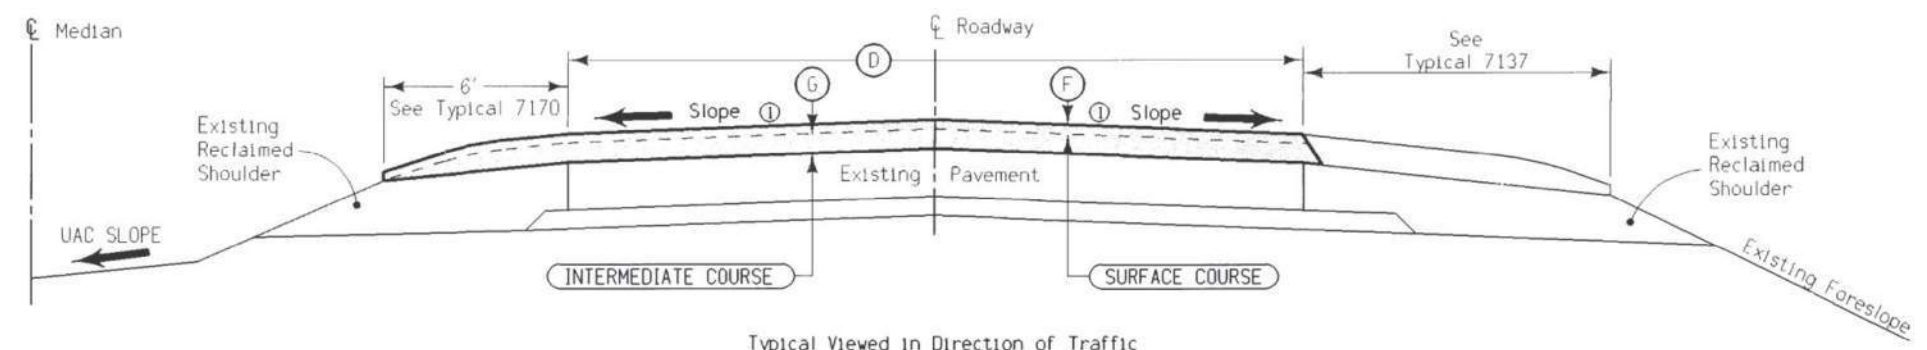 ℄ Median
℄ Roadway
D
See
Typical 7137
6'
See Typical 7170
G
F
Slope ①
① Slope
Existing
Reclaimed
Shoulder
Existing
Reclaimed
Shoulder
Existing Pavement
UAC SLOPE
INTERMEDIATE COURSE
SURFACE COURSE
Existing Foreslope
Typical Viewed in Direction of Traffic